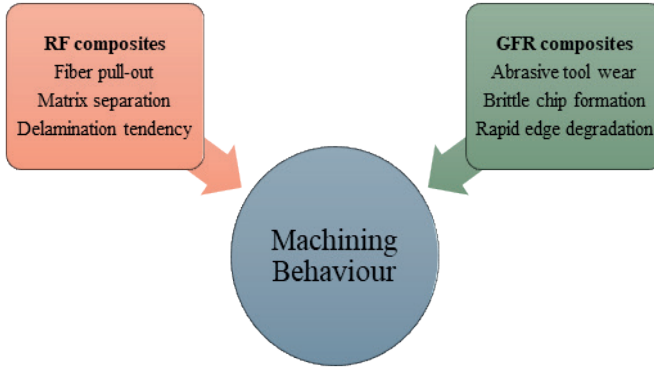 RF composites
Fiber pull-out
Matrix separation
Delamination tendency
GFR composites
Abrasive tool wear
Brittle chip formation
Rapid edge degradation
Machining
Behaviour